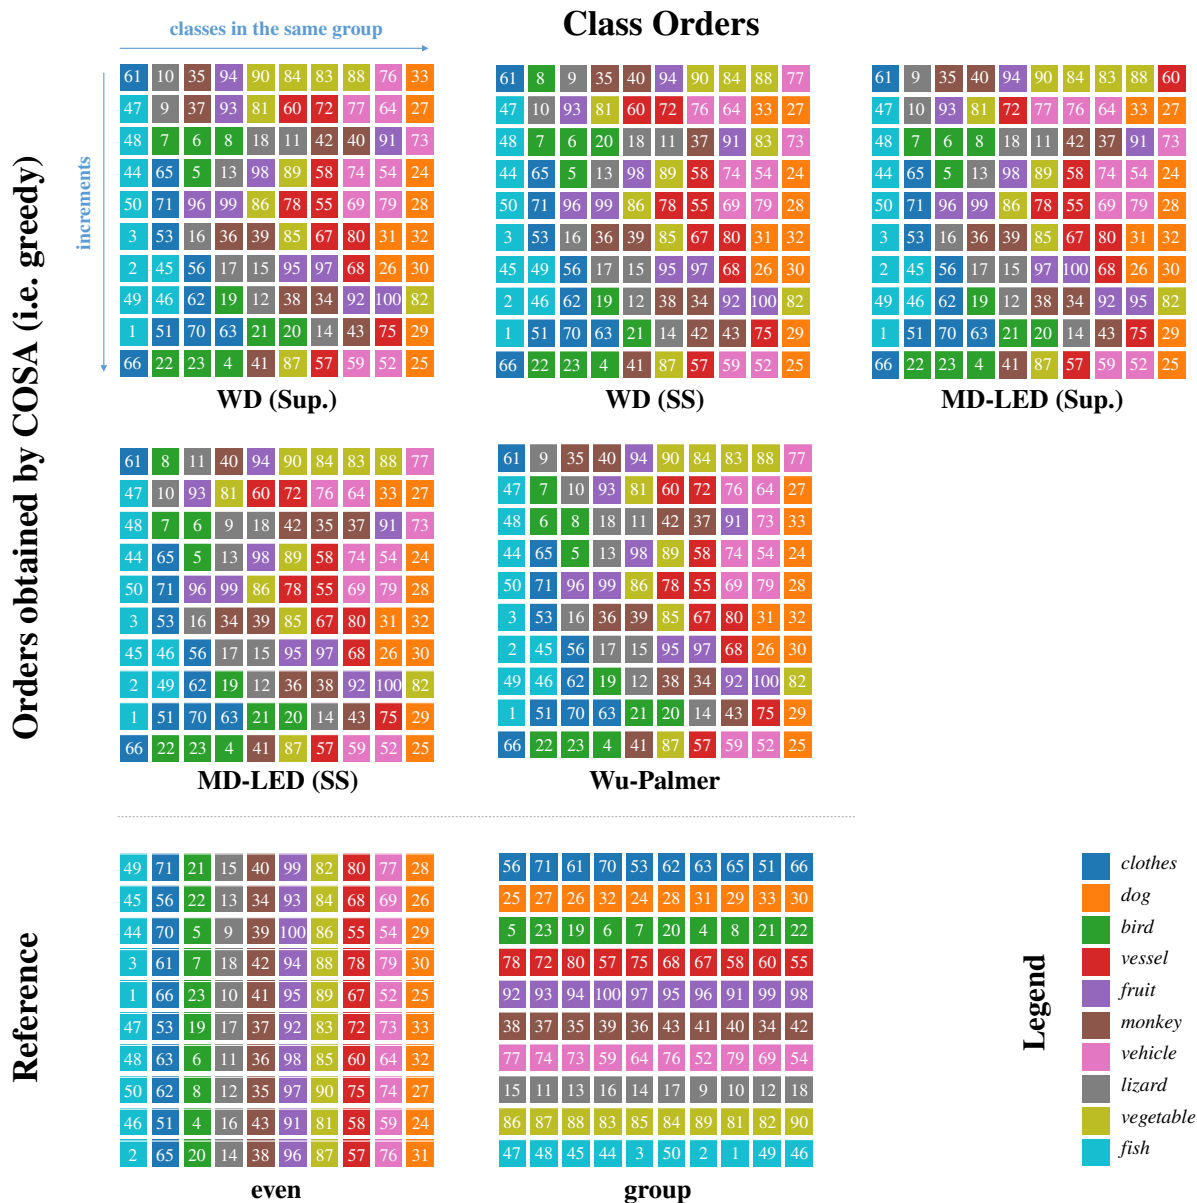 Class Orders
classes in the same group
increments
Orders obtained by COSA (i.e. greedy)
61 10 35 94 90 84 83 88 76 33
47 9 37 93 81 60 72 77 64 27
48 7 6 8 18 11 42 40 91 73
44 65 5 13 98 89 58 74 54 24
50 71 96 99 86 78 55 69 79 28
3 53 16 36 39 85 67 80 31 32
2 45 56 17 15 95 97 68 26 30
49 46 62 19 12 38 34 92 100 82
1 51 70 63 21 20 14 43 75 29
66 22 23 4 41 87 57 59 52 25
WD (Sup.)
61 8 9 35 40 94 90 84 88 77
47 10 93 81 60 72 76 64 33 27
48 7 6 20 18 11 37 91 83 73
44 65 5 13 98 89 58 74 54 24
50 71 96 99 86 78 55 69 79 28
3 53 16 36 39 85 67 80 31 32
45 49 56 17 15 95 97 68 26 30
2 46 62 19 12 38 34 92 100 82
1 51 70 63 21 14 42 43 75 29
66 22 23 4 41 87 57 59 52 25
WD (SS)
61 9 35 40 94 90 84 83 88 60
47 10 93 81 72 77 76 64 33 27
48 7 6 8 18 11 42 37 91 73
44 65 5 13 98 89 58 74 54 24
50 71 96 99 86 78 55 69 79 28
3 53 16 36 39 85 67 80 31 32
2 45 56 17 15 97 100 68 26 30
49 46 62 19 12 38 34 92 95 82
1 51 70 63 21 20 14 43 75 29
66 22 23 4 41 87 57 59 52 25
MD-LED (Sup.)
61 8 11 40 94 90 84 83 88 77
47 10 93 81 60 72 76 64 33 27
48 7 6 9 18 42 35 37 91 73
44 65 5 13 98 89 58 74 54 24
50 71 96 99 86 78 55 69 79 28
3 53 16 34 39 85 67 80 31 32
45 46 56 17 15 95 97 68 26 30
2 49 62 19 12 36 38 92 100 82
1 51 70 63 21 20 14 43 75 29
66 22 23 4 41 87 57 59 52 25
MD-LED (SS)
61 9 35 40 94 90 84 83 88 77
47 7 10 93 81 60 72 76 64 27
48 6 8 18 11 42 37 91 73 33
44 65 5 13 98 89 58 74 54 24
50 71 96 99 86 78 55 69 79 28
3 53 16 36 39 85 67 80 31 32
2 45 56 17 15 95 97 68 26 30
49 46 62 19 12 38 34 92 100 82
1 51 70 63 21 20 14 43 75 29
66 22 23 4 41 87 57 59 52 25
Wu-Palmer
Reference
49 71 21 15 40 99 82 80 77 28
45 56 22 13 34 93 84 68 69 26
44 70 5 9 39 100 86 55 54 29
3 61 7 18 42 94 88 78 79 30
1 66 23 10 41 95 89 67 52 25
47 53 19 17 37 92 83 72 73 33
48 63 6 11 36 98 85 60 64 32
50 62 8 12 35 97 90 75 74 27
46 51 4 16 43 91 81 58 59 24
2 65 20 14 38 96 87 57 76 31
even
56 71 61 70 53 62 63 65 51 66
25 27 26 32 24 28 31 29 33 30
5 23 19 6 7 20 4 8 21 22
78 72 80 57 75 68 67 58 60 55
92 93 94 100 97 95 96 91 99 98
38 37 35 39 36 43 41 40 34 42
77 74 73 59 64 76 52 79 69 54
15 11 13 16 14 17 9 10 12 18
86 87 88 83 85 84 89 81 82 90
47 48 45 44 3 50 2 1 49 46
group
Legend
clothes
dog
bird
vessel
fruit
monkey
vehicle
lizard
vegetable
fish